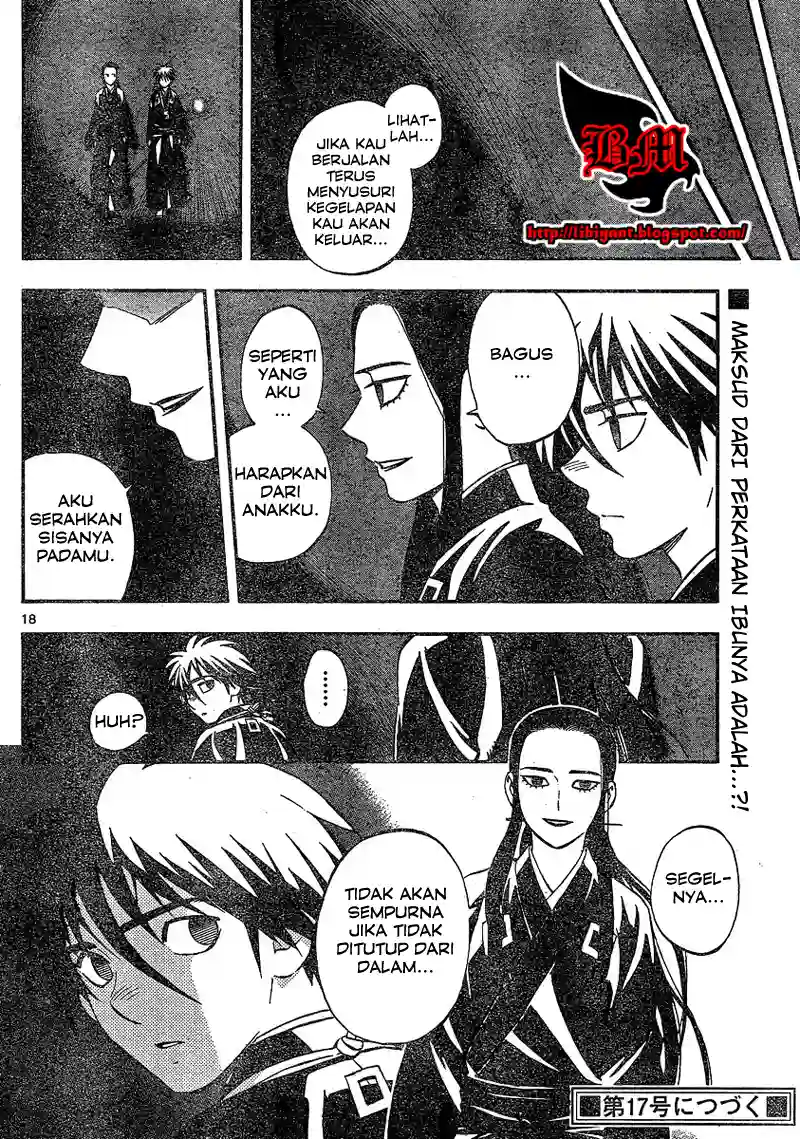 LIHAT-
LAH...
JIKA KAU
BERJALAN
TERUS
MENYUSURI
KEGELAPAN
KAU AKAN
KELUAR...
BM
http://libiyant.blogspot.com/
BAGUS
...
SEPERTI
YANG
AKU
...
HARAPKAN
DARI
ANAKKU.
AKU
SERAHKAN
SISANYA
PADAMU.
MAKSUD DARI PERKATAAN IBUNYA ADALAH....?!
18
......
HUH?
SEGEL-
NYA...
TIDAK AKAN
SEMPURNA
JIKA TIDAK
DITUTUP DARI
DALAM...
■第17号につづく■